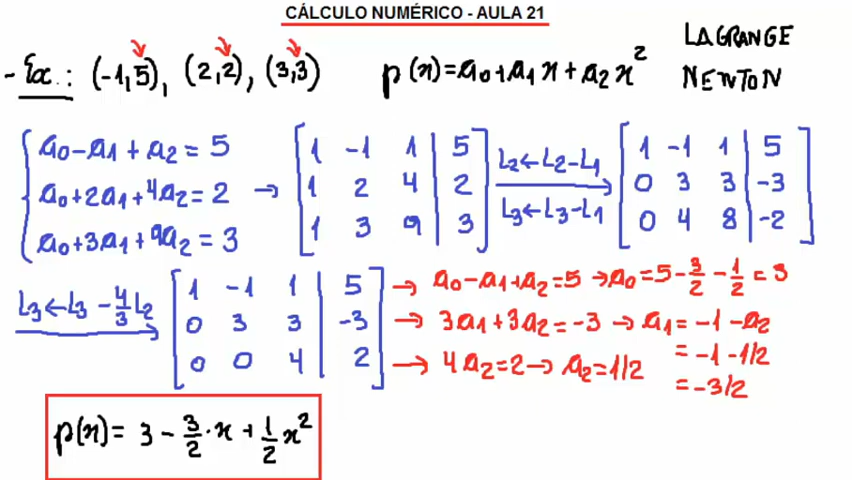 CÁLCULO NUMÉRICO - AULA 21
- Ex.: (-1,5), (2,2), (3,3) p(x)=a0+a1x+a2x² LAGRANGE
NEWTON
{ a0-a1+a2=5
a0+2a1+4a2=2
a0+3a1+9a2=3
→ [ 1 -1 1 | 5
1 2 4 | 2
1 3 9 | 3 ]
L2←L2-L1
L3←L3-L1
[ 1 -1 1 | 5
0 3 3 | -3
0 4 8 | -2 ]
L3←L3-4/3L2
[ 1 -1 1 | 5
0 3 3 | -3
0 0 4 | 2 ]
→ a0-a1+a2=5 → a0=5-3/2-1/2=3
→ 3a1+3a2=-3 → a1=-1-a2
=-1-1/2
=-3/2
→ 4a2=2 → a2=1/2
p(x)= 3-3/2·x+1/2x²